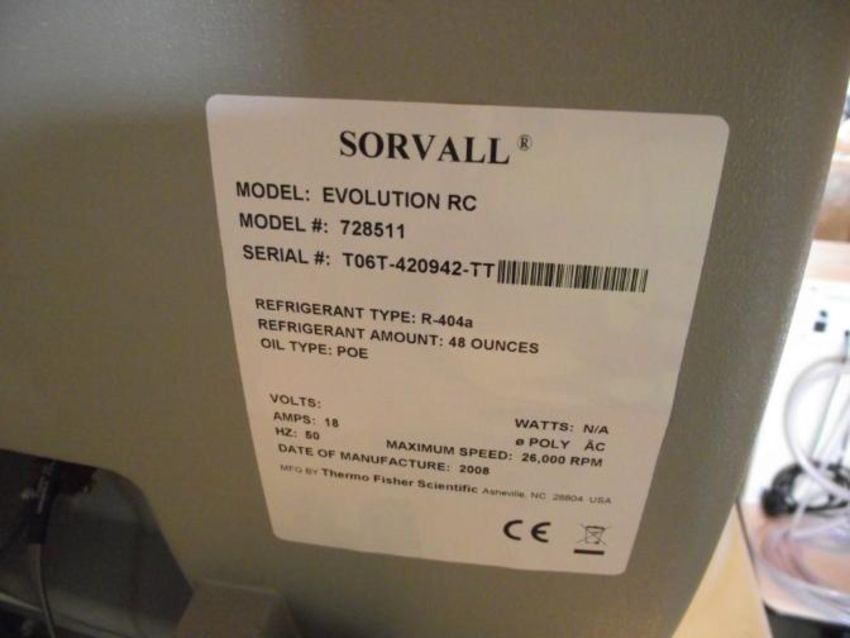 SORVALL ®
MODEL: EVOLUTION RC
MODEL #: 728511
SERIAL #: T06T-420942-TT
REFRIGERANT TYPE: R-404a
REFRIGERANT AMOUNT: 48 OUNCES
OIL TYPE: POE
VOLTS:
AMPS: 18
WATTS: N/A
HZ: 50
ø POLY ÄC
MAXIMUM SPEED: 26,000 RPM
DATE OF MANUFACTURE: 2008
MFG BY Thermo Fisher Scientific Asheville, NC 28804 USA
CE